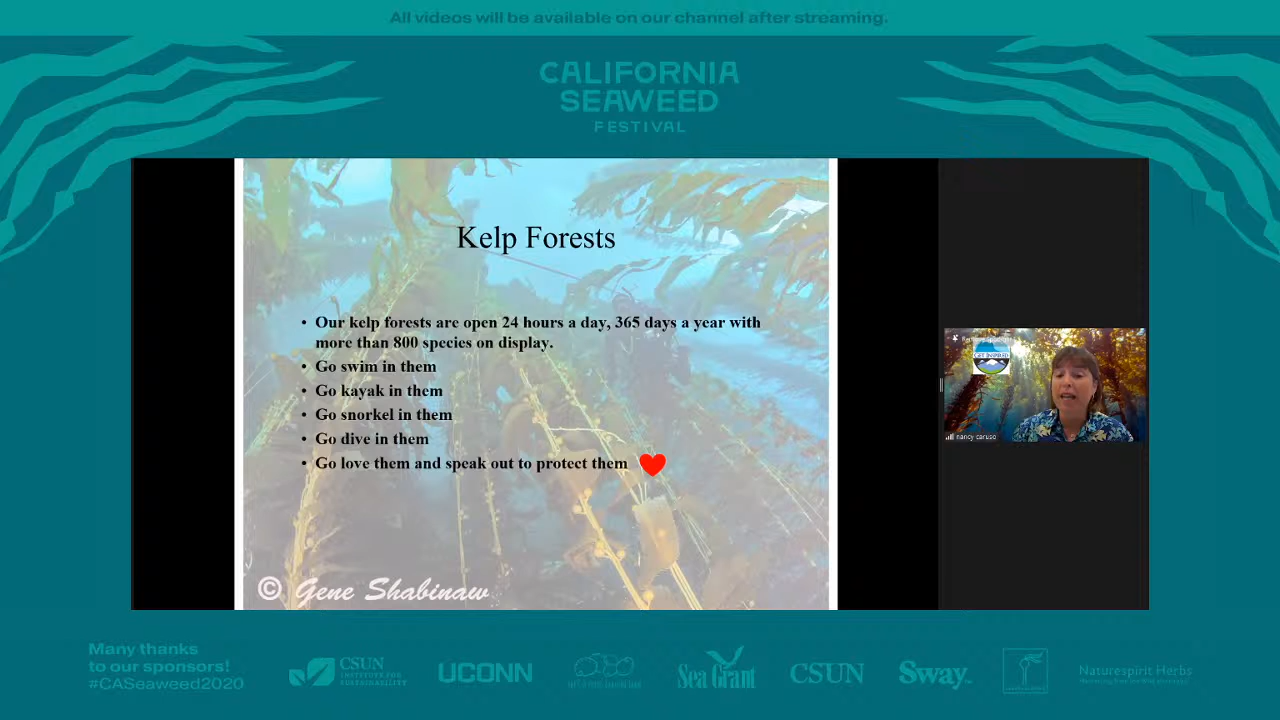 All videos will be available on our channel after streaming.
CALIFORNIA
SEAWEED
FESTIVAL
Kelp Forests
• Our kelp forests are open 24 hours a day, 365 days a year with
more than 800 species on display.
• Go swim in them
• Go kayak in them
• Go snorkel in them
• Go dive in them
• Go love them and speak out to protect them
© Gene Shabinaw
GET INSPIRED
nancy caruso
Many thanks
to our sponsors!
#CASeaweed2020
CSUN
INSTITUTE FOR
SUSTAINABILITY
UCONN
Sea Grant
CSUN
Sway
Naturespirit Herbs